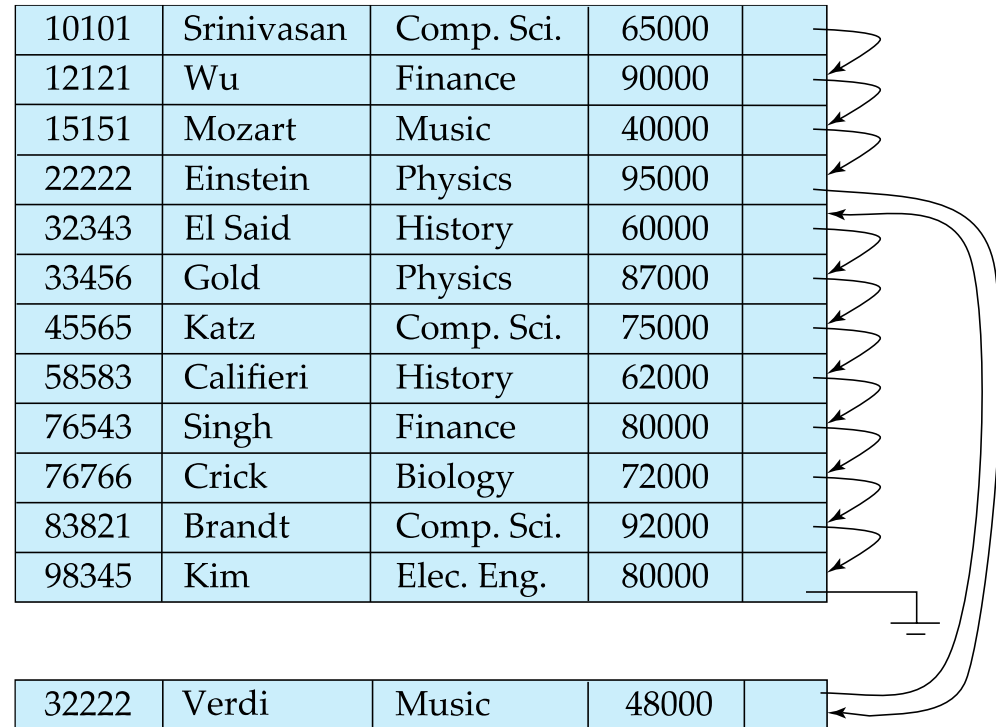 10101 Srinivasan Comp. Sci. 65000
12121 Wu Finance 90000
15151 Mozart Music 40000
22222 Einstein Physics 95000
32343 El Said History 60000
33456 Gold Physics 87000
45565 Katz Comp. Sci. 75000
58583 Califieri History 62000
76543 Singh Finance 80000
76766 Crick Biology 72000
83821 Brandt Comp. Sci. 92000
98345 Kim Elec. Eng. 80000
32222 Verdi Music 48000